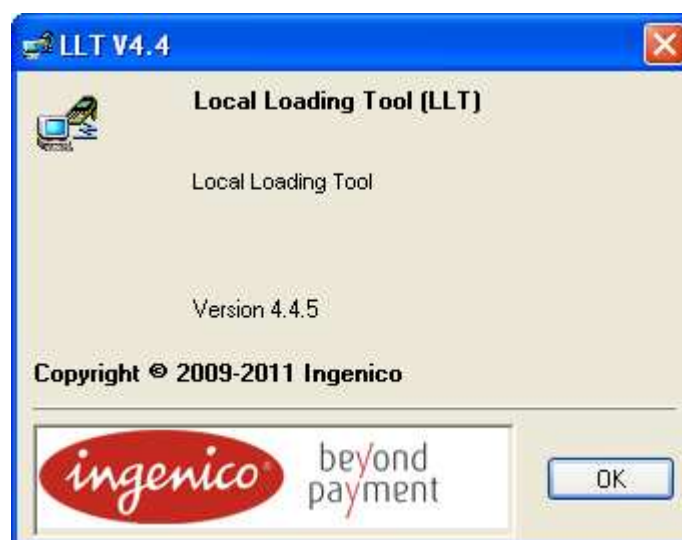 LLT V4.4
Local Loading Tool (LLT)
Local Loading Tool
Version 4.4.5
Copyright © 2009-2011 Ingenico
ingenico
beyond
payment
OK